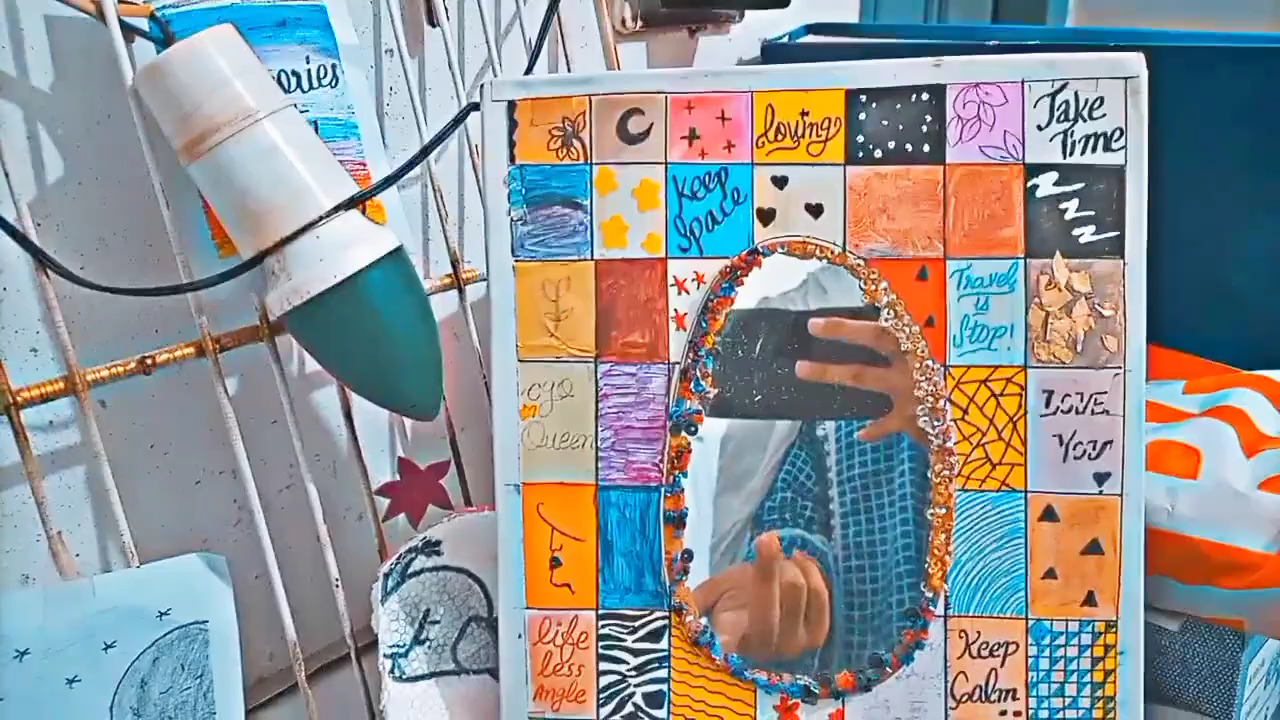 ories
loving
Take
Time
Keep
Space
Travel
is
Stop!
Queen
LOVE
You
life
less
Angle
Keep
Calm